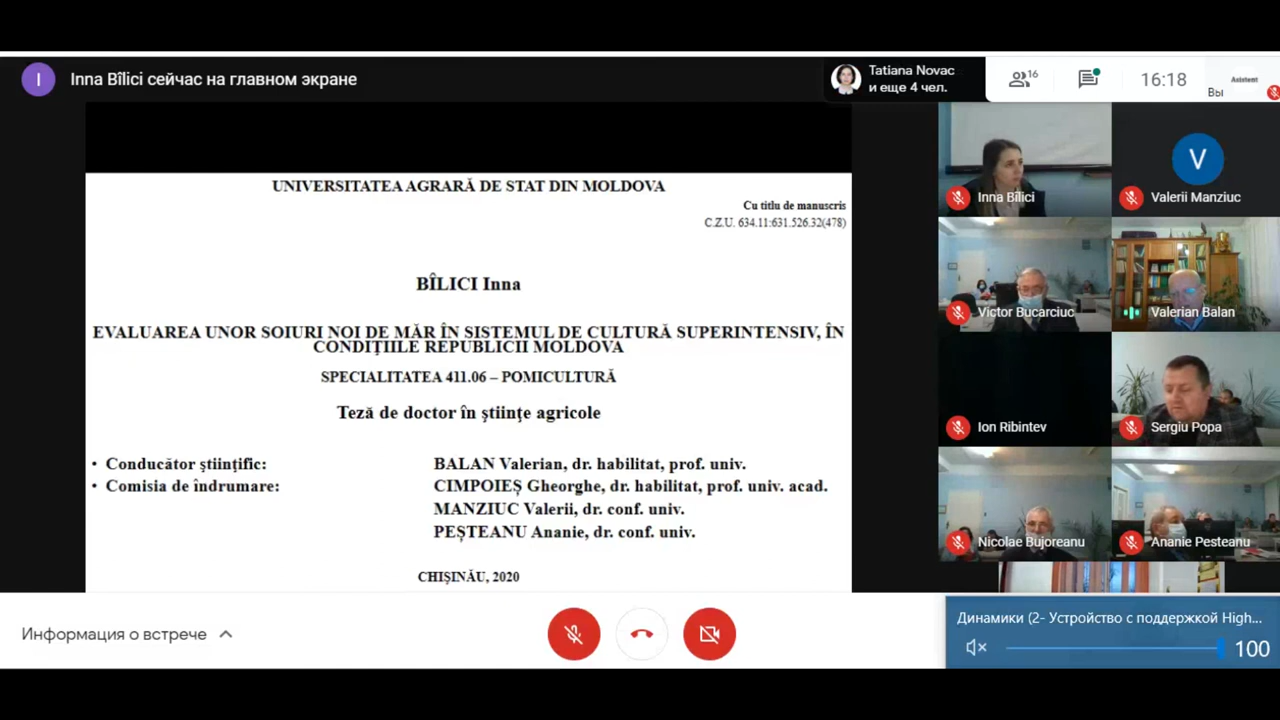 I
Inna Bîlici сейчас на главном экране
Tatiana Novac
и еще 4 чел.
16
16:18
Вы
Asistent
UNIVERSITATEA AGRARĂ DE STAT DIN MOLDOVA
Cu titlu de manuscris
C.Z.U. 634.11:631.526.32(478)
BÎLICI Inna
EVALUAREA UNOR SOIURI NOI DE MĂR ÎN SISTEMUL DE CULTURĂ SUPERINTENSIV, ÎN
CONDIȚIILE REPUBLICII MOLDOVA
SPECIALITATEA 411.06 – POMICULTURĂ
Teză de doctor în științe agricole
• Conducător ştiinţific: BALAN Valerian, dr. habilitat, prof. univ.
• Comisia de îndrumare: CIMPOIEȘ Gheorghe, dr. habilitat, prof. univ. acad.
MANZIUC Valerii, dr. conf. univ.
PEȘTEANU Ananie, dr. conf. univ.
CHIȘINĂU, 2020
Inna Bîlici
V
Valerii Manziuc
Victor Bucarciuc
Valerian Balan
Ion Ribintev
Sergiu Popa
Nicolae Bujoreanu
Ananie Pesteanu
Информация о встрече
Динамики (2- Устройство с поддержкой High...
100